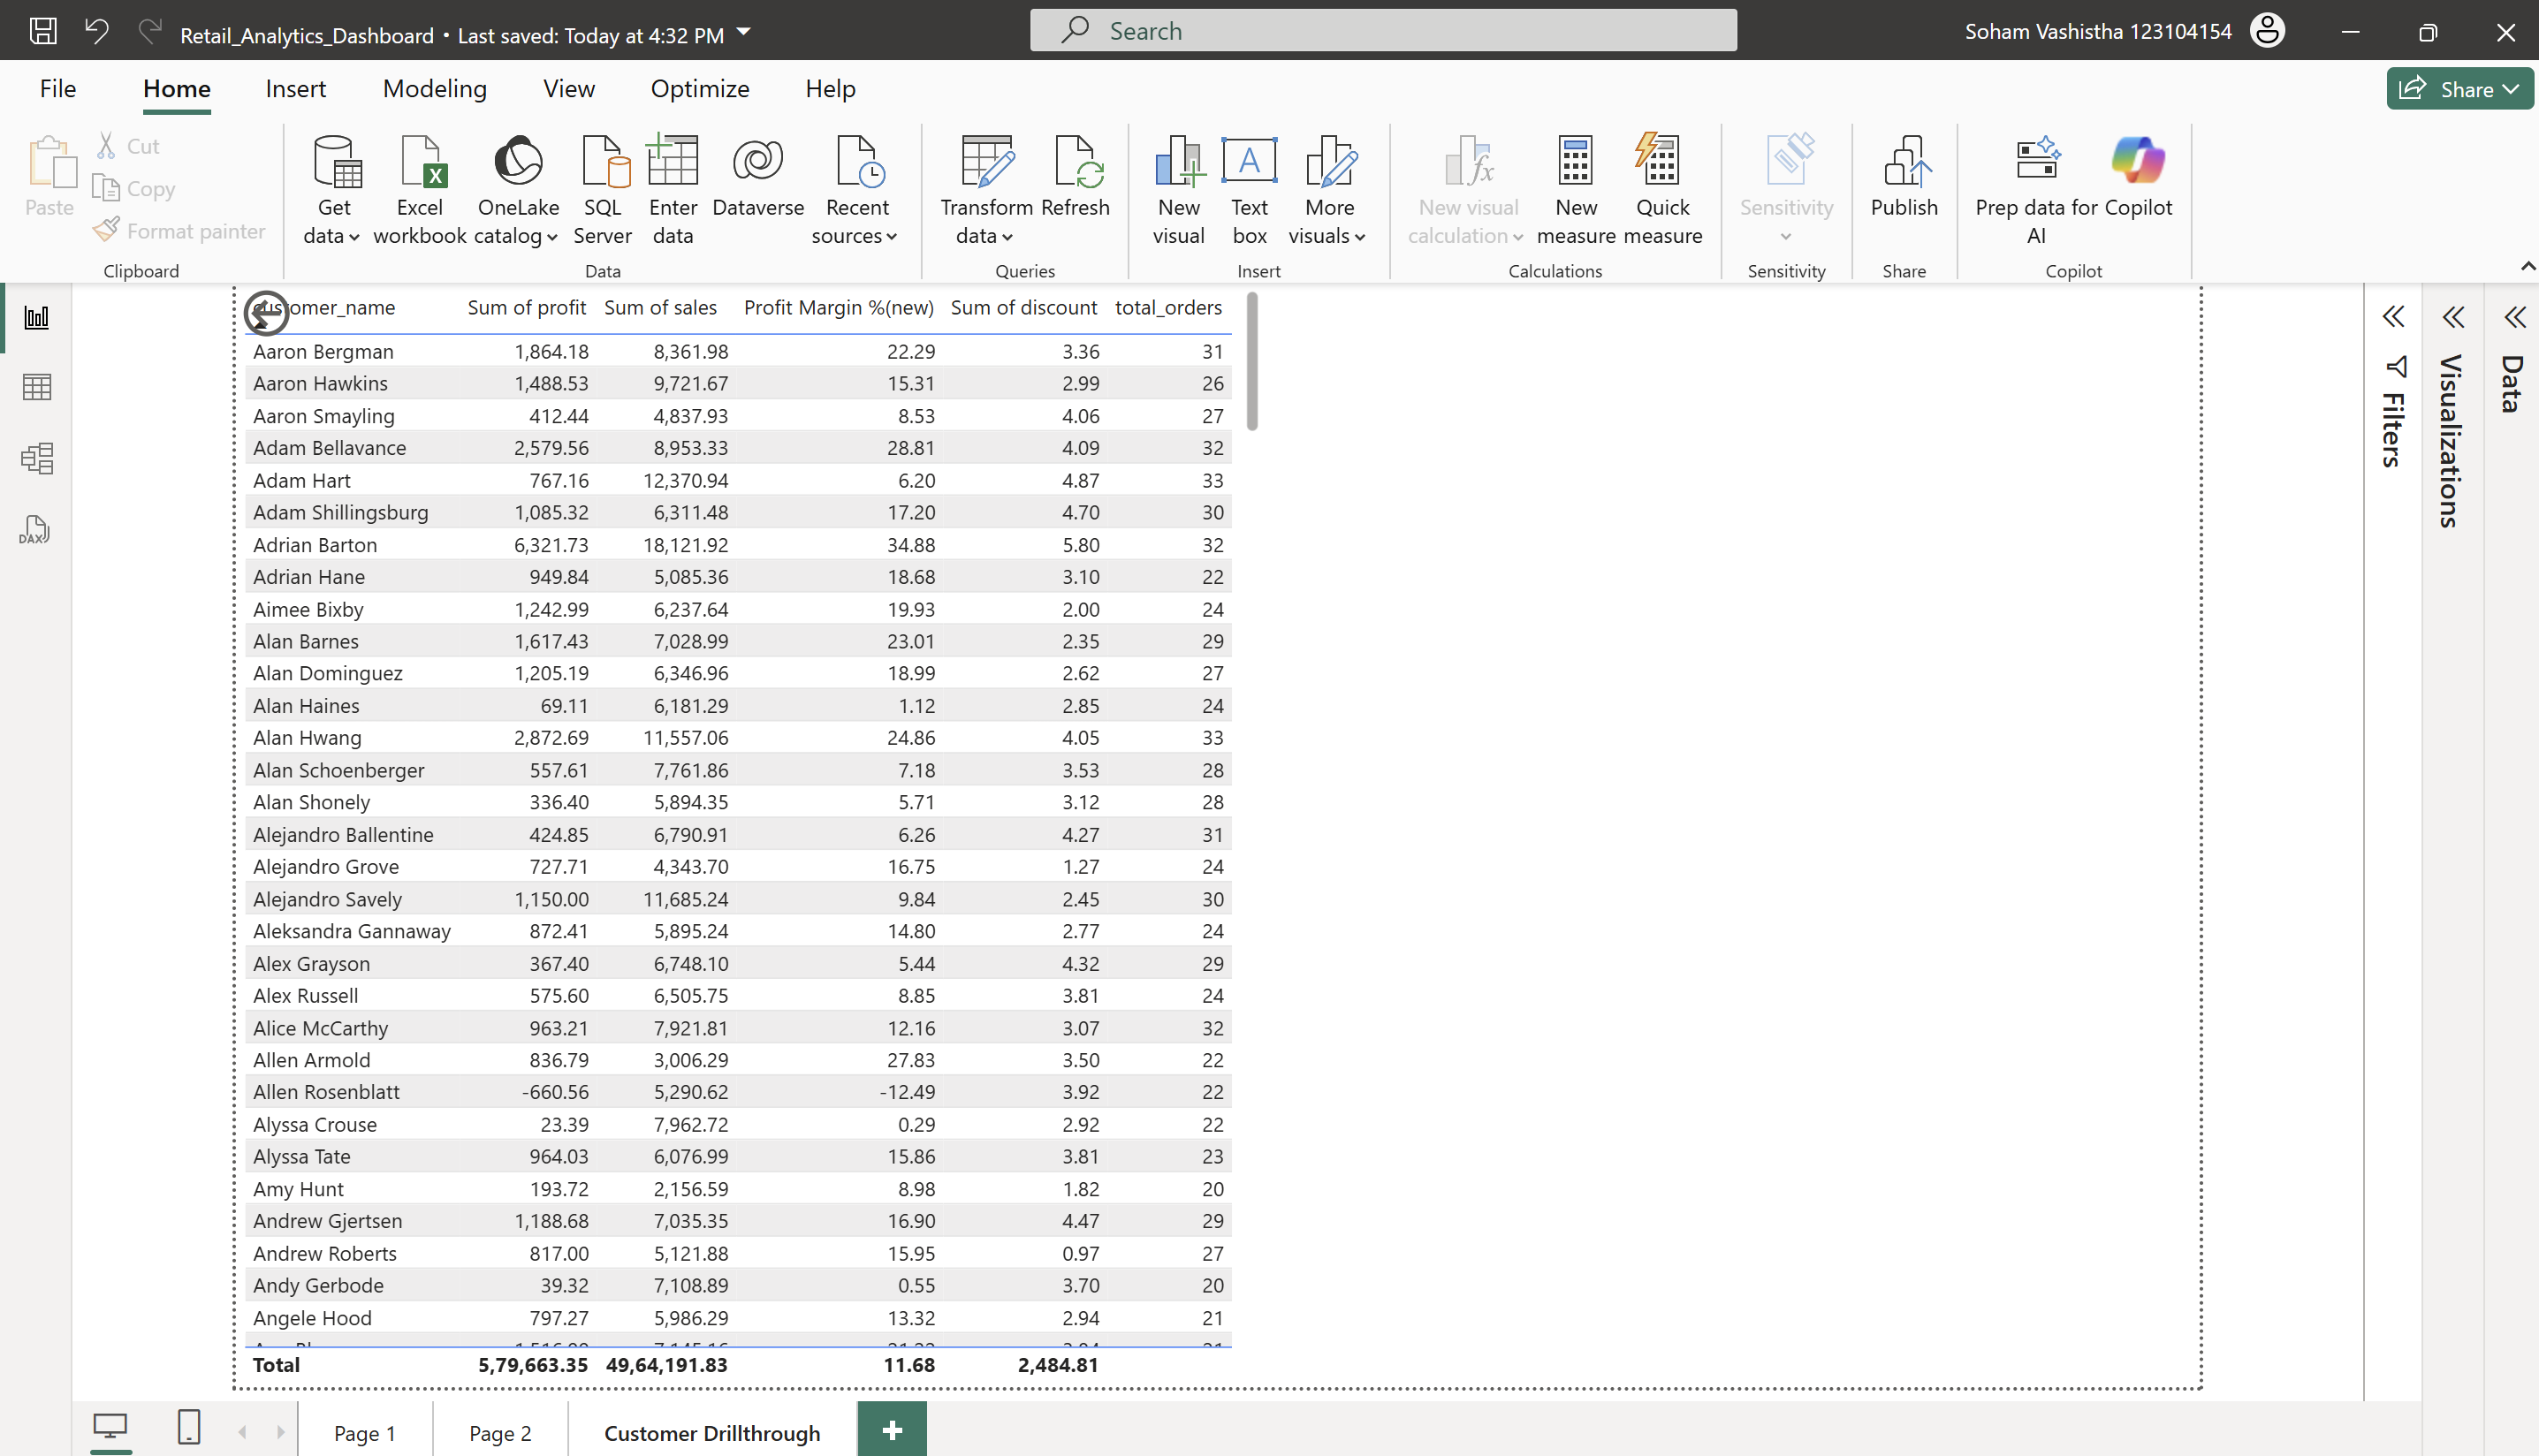 Retail_Analytics_Dashboard • Last saved: Today at 4:32 PM
Search
Soham Vashistha 123104154
File Home Insert Modeling View Optimize Help
Share
Paste
Cut
Copy
Format painter
Clipboard
Get data
Excel workbook
OneLake catalog
SQL Server
Enter data
Dataverse
Recent sources
Data
Transform data
Refresh
Queries
New visual
Text box
More visuals
Insert
New visual calculation
New measure
Quick measure
Calculations
Sensitivity
Sensitivity
Publish
Share
Prep data for AI
Copilot
Copilot
customer_name Sum of profit Sum of sales Profit Margin %(new) Sum of discount total_orders
Aaron Bergman 1,864.18 8,361.98 22.29 3.36 31
Aaron Hawkins 1,488.53 9,721.67 15.31 2.99 26
Aaron Smayling 412.44 4,837.93 8.53 4.06 27
Adam Bellavance 2,579.56 8,953.33 28.81 4.09 32
Adam Hart 767.16 12,370.94 6.20 4.87 33
Adam Shillingsburg 1,085.32 6,311.48 17.20 4.70 30
Adrian Barton 6,321.73 18,121.92 34.88 5.80 32
Adrian Hane 949.84 5,085.36 18.68 3.10 22
Aimee Bixby 1,242.99 6,237.64 19.93 2.00 24
Alan Barnes 1,617.43 7,028.99 23.01 2.35 29
Alan Dominguez 1,205.19 6,346.96 18.99 2.62 27
Alan Haines 69.11 6,181.29 1.12 2.85 24
Alan Hwang 2,872.69 11,557.06 24.86 4.05 33
Alan Schoenberger 557.61 7,761.86 7.18 3.53 28
Alan Shonely 336.40 5,894.35 5.71 3.12 28
Alejandro Ballentine 424.85 6,790.91 6.26 4.27 31
Alejandro Grove 727.71 4,343.70 16.75 1.27 24
Alejandro Savely 1,150.00 11,685.24 9.84 2.45 30
Aleksandra Gannaway 872.41 5,895.24 14.80 2.77 24
Alex Grayson 367.40 6,748.10 5.44 4.32 29
Alex Russell 575.60 6,505.75 8.85 3.81 24
Alice McCarthy 963.21 7,921.81 12.16 3.07 32
Allen Armold 836.79 3,006.29 27.83 3.50 22
Allen Rosenblatt -660.56 5,290.62 -12.49 3.92 22
Alyssa Crouse 23.39 7,962.72 0.29 2.92 22
Alyssa Tate 964.03 6,076.99 15.86 3.81 23
Amy Hunt 193.72 2,156.59 8.98 1.82 20
Andrew Gjertsen 1,188.68 7,035.35 16.90 4.47 29
Andrew Roberts 817.00 5,121.88 15.95 0.97 27
Andy Gerbode 39.32 7,108.89 0.55 3.70 20
Angele Hood 797.27 5,986.29 13.32 2.94 21
Total 5,79,663.35 49,64,191.83 11.68 2,484.81
Filters
Visualizations
Data
DAX
Page 1 Page 2 Customer Drillthrough